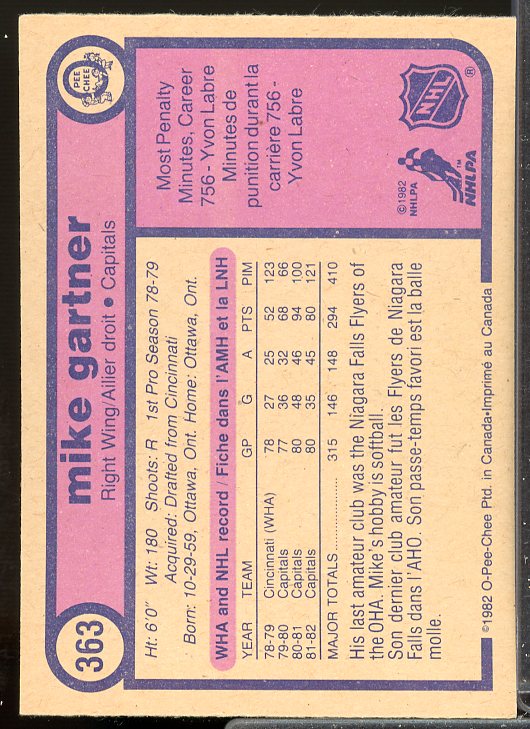 363
mike gartner
Right Wing/Ailier droit • Capitals
O
PEE
CHEE
Ht: 6'0" Wt: 180 Shoots: R 1st Pro Season 78-79
Acquired: Drafted from Cincinnati
Born: 10-29-59, Ottawa, Ont. Home: Ottawa, Ont.
WHA and NHL record / Fiche dans l'AMH et la LNH
YEAR TEAM GP G A PTS PIM
78-79 Cincinnati (WHA) 78 27 25 52 123
79-80 Capitals 77 36 32 68 66
80-81 Capitals 80 48 46 94 100
81-82 Capitals 80 35 45 80 121
MAJOR TOTALS .............. 315 146 148 294 410
His last amateur club was the Niagara Falls Flyers of
the OHA. Mike's hobby is softball.
Son dernier club amateur fut les Flyers de Niagara
Falls dans l'AHO. Son passe-temps favori est la balle
molle.
©1982 O-Pee-Chee Ptd. in Canada•Imprimé au Canada
Most Penalty
Minutes, Career
756 - Yvon Labre
Minutes de
punition durant la
carrière 756 -
Yvon Labre
NHL
®
©1982
NHLPA
NHLPA
™